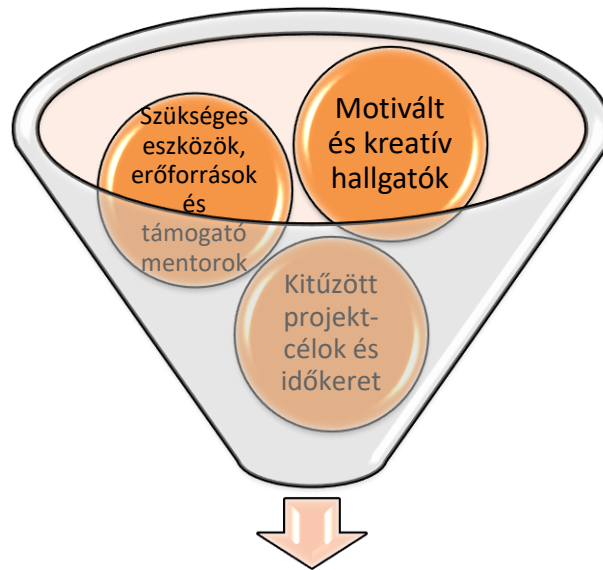 Szükséges
eszközök,
erőforrások
és
támogató
mentorok
Motivált
és kreatív
hallgatók
Kitűzött
projekt-
célok és
időkeret